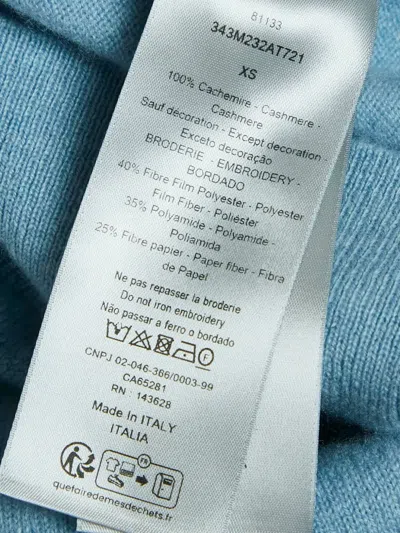 81133
343M232AT721
XS
100% Cachemire - Cashmere -
Cashmere
Sauf décoration - Except decoration -
Exceto decoração
BRODERIE - EMBROIDERY -
BORDADO
40% Fibre Film Polyester - Polyester
Film Fiber - Poliéster
35% Polyamide - Polyamide -
Poliamida
25% Fibre papier - Paper fiber - Fibra
de Papel
Ne pas repasser la broderie
Do not iron embroidery
Não passar a ferro o bordado
F
CNPJ 02-046-366/0003-99
CA65281
RN : 143628
Made in ITALY
ITALIA
FR
quefairedemesdechets.fr